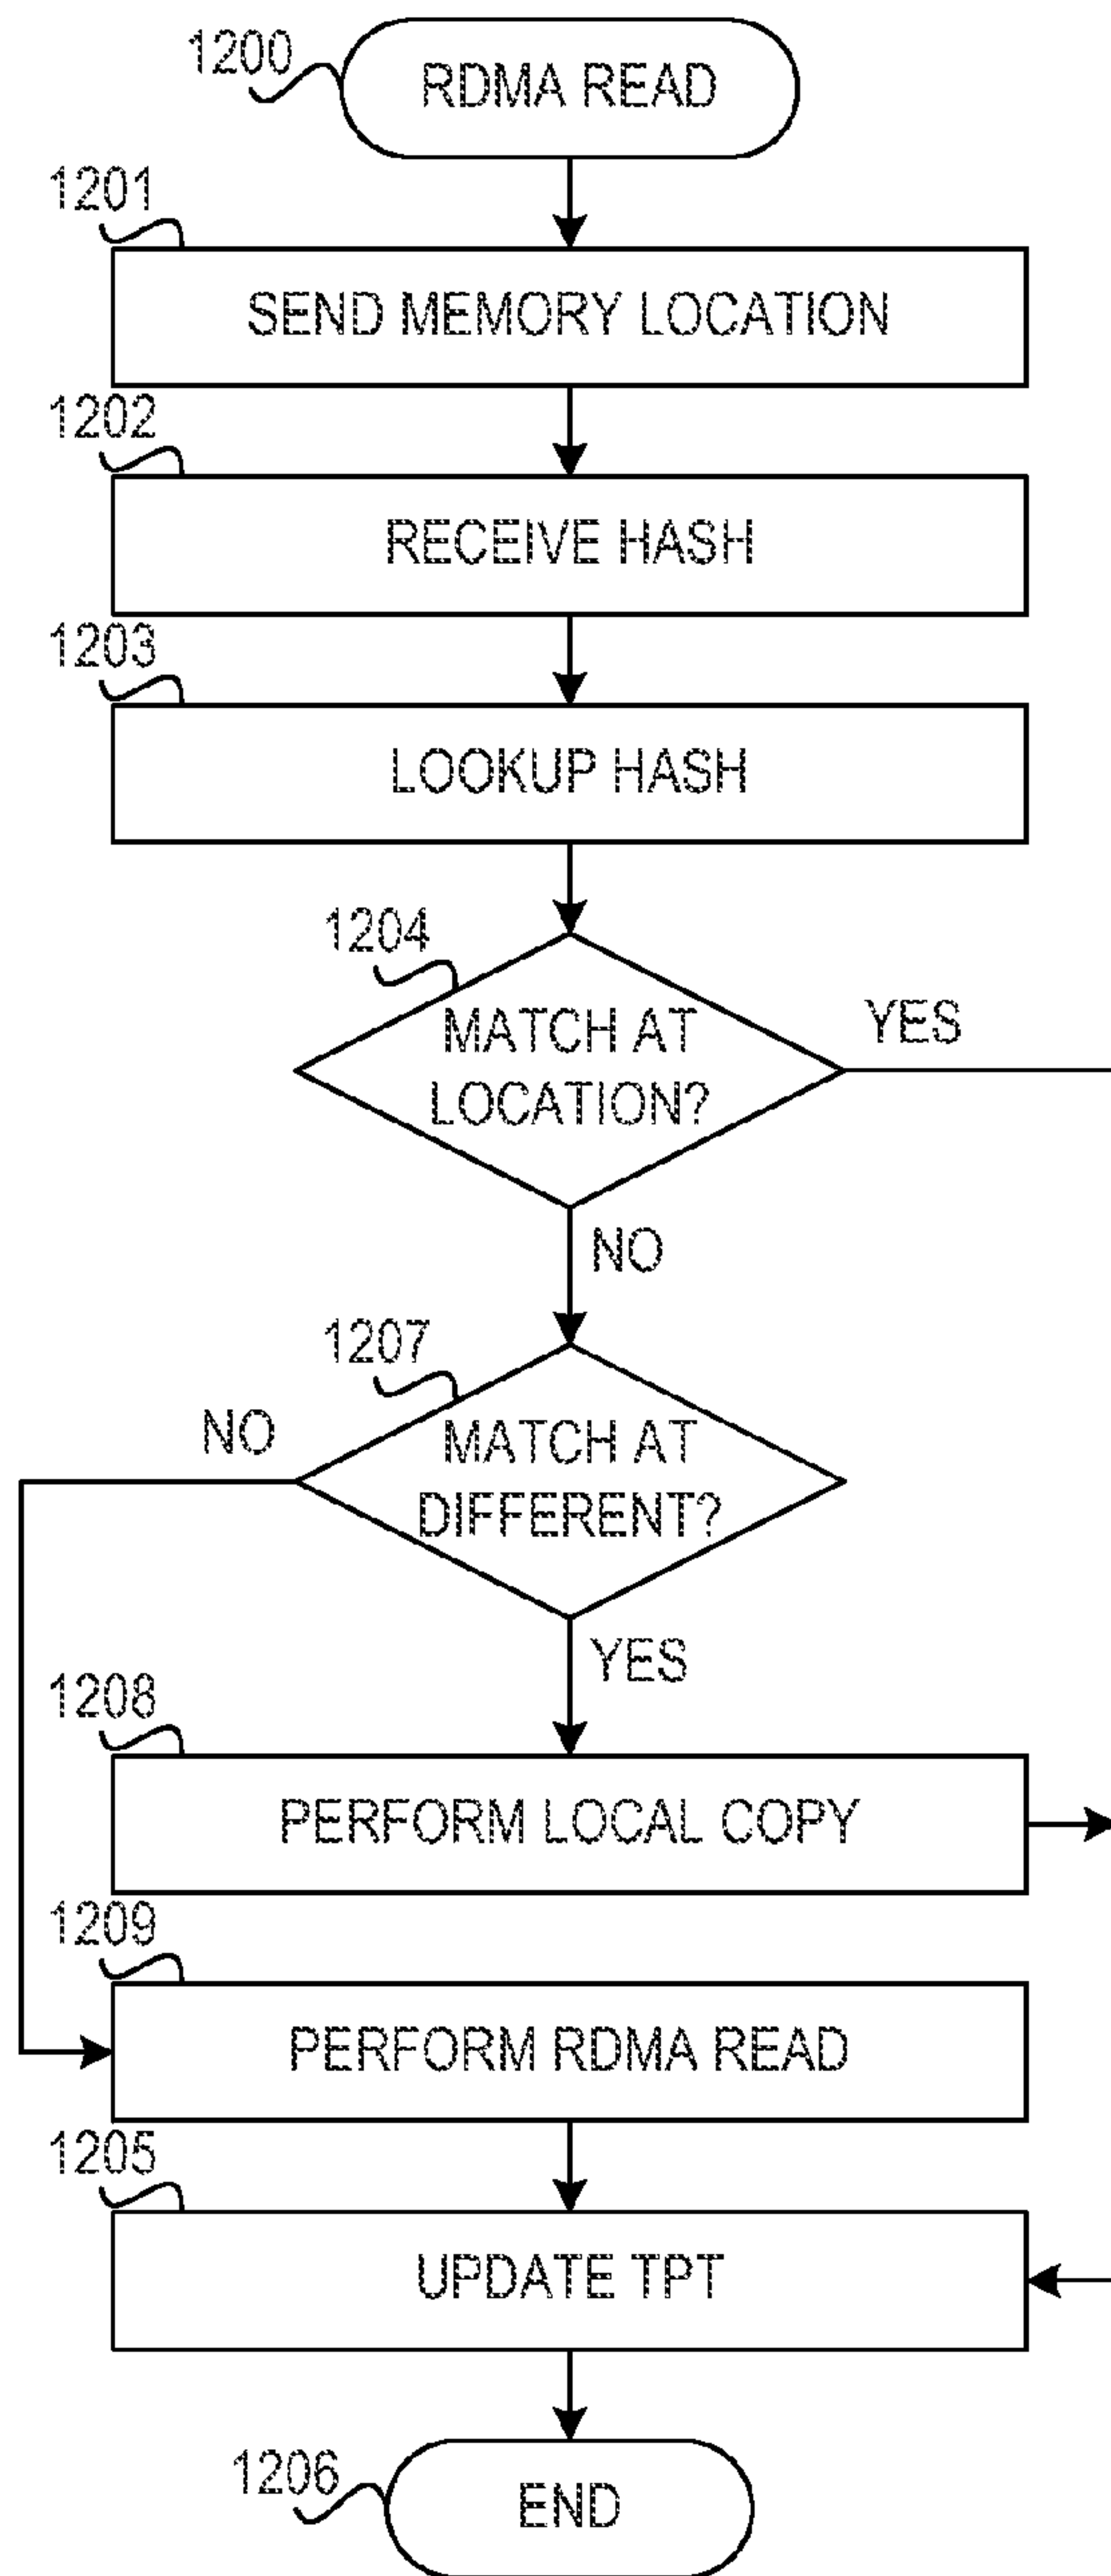 1200
RDMA READ
1201
SEND MEMORY LOCATION
1202
RECEIVE HASH
1203
LOOKUP HASH
1204
MATCH AT
LOCATION?
YES
NO
1207
MATCH AT
DIFFERENT?
NO
YES
1208
PERFORM LOCAL COPY
1209
PERFORM RDMA READ
1205
UPDATE TPT
1206
END